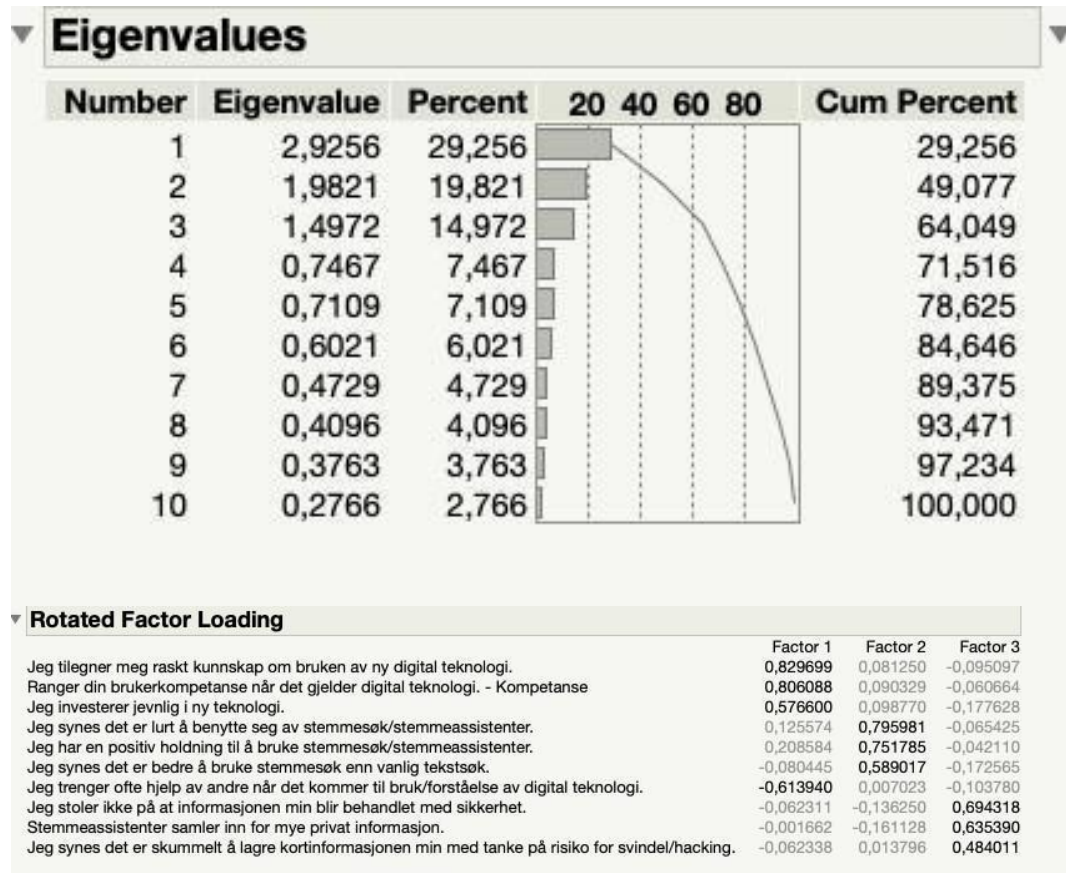 Eigenvalues
Number Eigenvalue Percent 20 40 60 80 Cum Percent
1 2,9256 29,256 29,256
2 1,9821 19,821 49,077
3 1,4972 14,972 64,049
4 0,7467 7,467 71,516
5 0,7109 7,109 78,625
6 0,6021 6,021 84,646
7 0,4729 4,729 89,375
8 0,4096 4,096 93,471
9 0,3763 3,763 97,234
10 0,2766 2,766 100,000
Rotated Factor Loading
Factor 1 Factor 2 Factor 3
Jeg tilegner meg raskt kunnskap om bruken av ny digital teknologi. 0,829699 0,081250 -0,095097
Ranger din brukerkompetanse når det gjelder digital teknologi. - Kompetanse 0,806088 0,090329 -0,060664
Jeg investerer jevnlig i ny teknologi. 0,576600 0,098770 -0,177628
Jeg synes det er lurt å benytte seg av stemmesøk/stemmeassistenter. 0,125574 0,795981 -0,065425
Jeg har en positiv holdning til å bruke stemmesøk/stemmeassistenter. 0,208584 0,751785 -0,042110
Jeg synes det er bedre å bruke stemmesøk enn vanlig tekstsøk. -0,080445 0,589017 -0,172565
Jeg trenger ofte hjelp av andre når det kommer til bruk/forståelse av digital teknologi. -0,613940 0,007023 -0,103780
Jeg stoler ikke på at informasjonen min blir behandlet med sikkerhet. -0,062311 -0,136250 0,694318
Stemmeassistenter samler inn for mye privat informasjon. -0,001662 -0,161128 0,635390
Jeg synes det er skummelt å lagre kortinformasjonen min med tanke på risiko for svindel/hacking. -0,062338 0,013796 0,484011